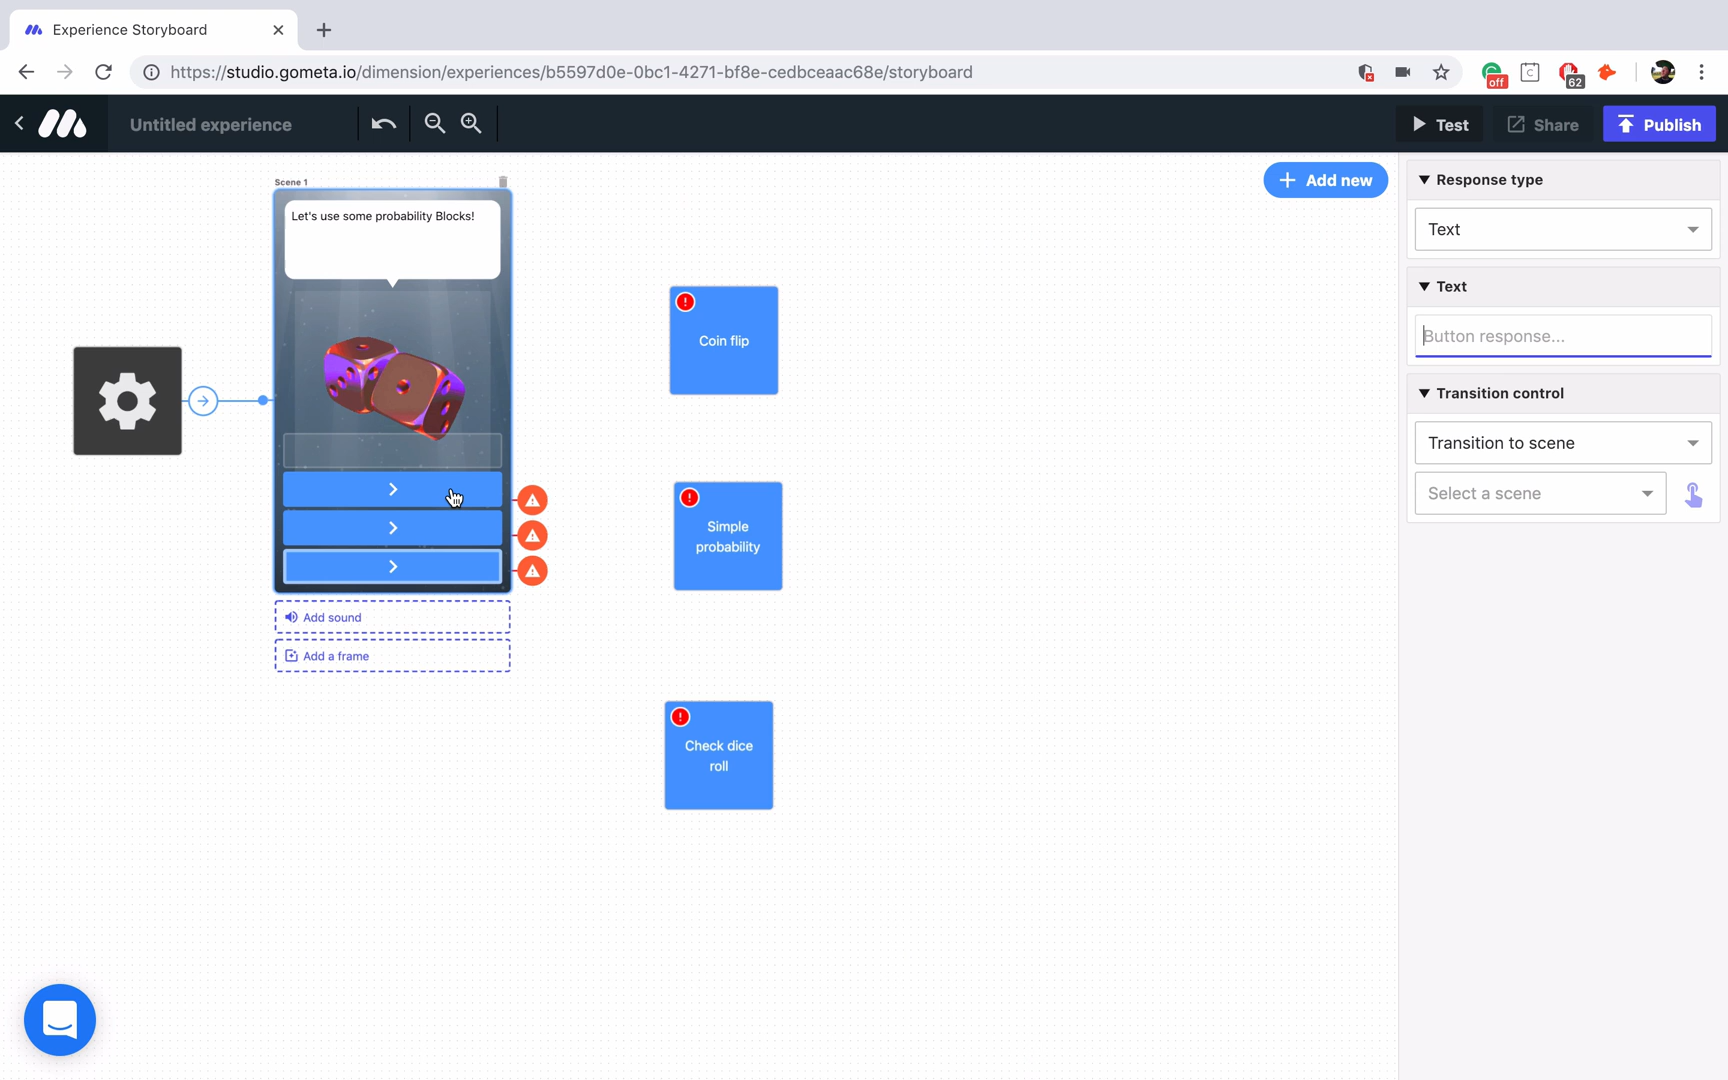 Experience Storyboard
https://studio.gometa.io/dimension/experiences/b5597d0e-0bc1-4271-bf8e-cedbceaac68e/storyboard
off
C
62
Untitled experience
Test
Share
Publish
Scene 1
Let's use some probability Blocks!
Add sound
Add a frame
Coin flip
Simple
probability
Check dice
roll
Add new
Response type
Text
Text
Button response...
Transition control
Transition to scene
Select a scene